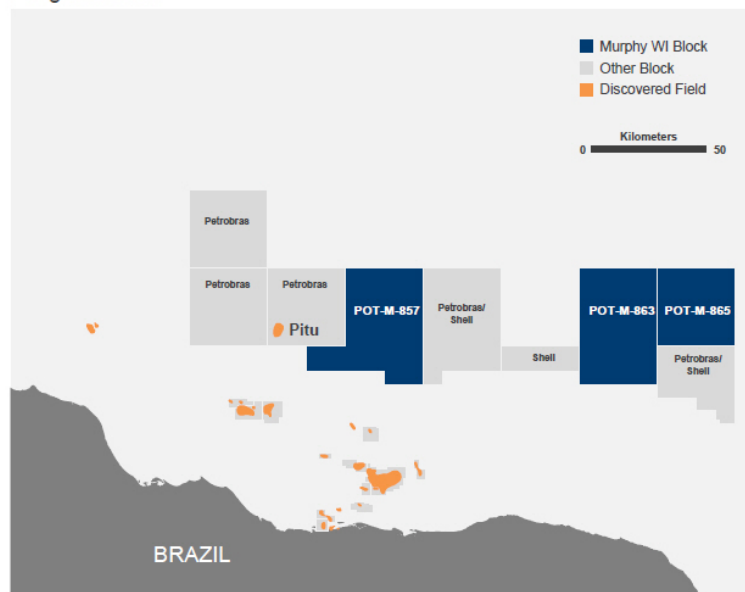 Murphy WI Block
Other Block
Discovered Field
Kilometers
0 50
Petrobras
Petrobras
Petrobras
Pitu
POT-M-857
Petrobras/
Shell
Shell
POT-M-863
POT-M-865
Petrobras/
Shell
BRAZIL